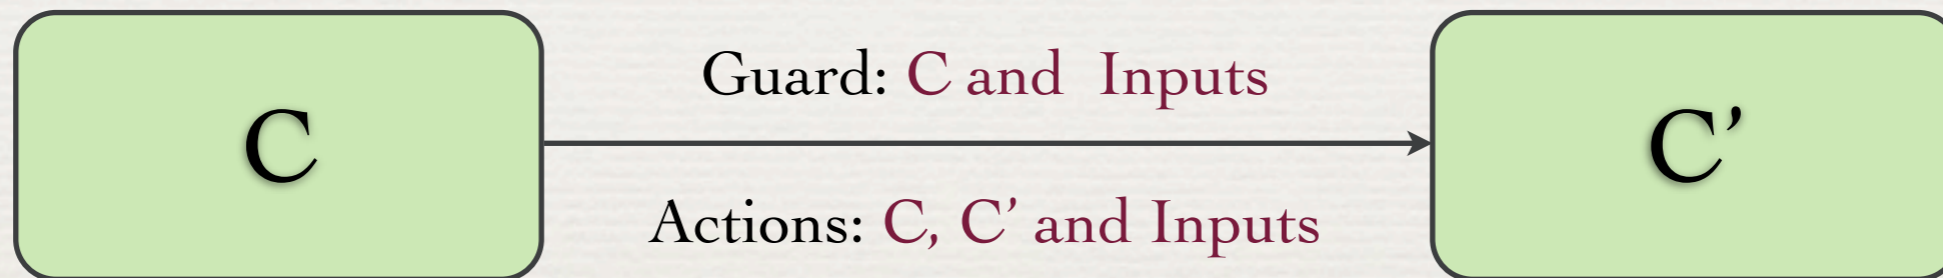 Guard: C and Inputs
C
C’
Actions: C, C’ and Inputs